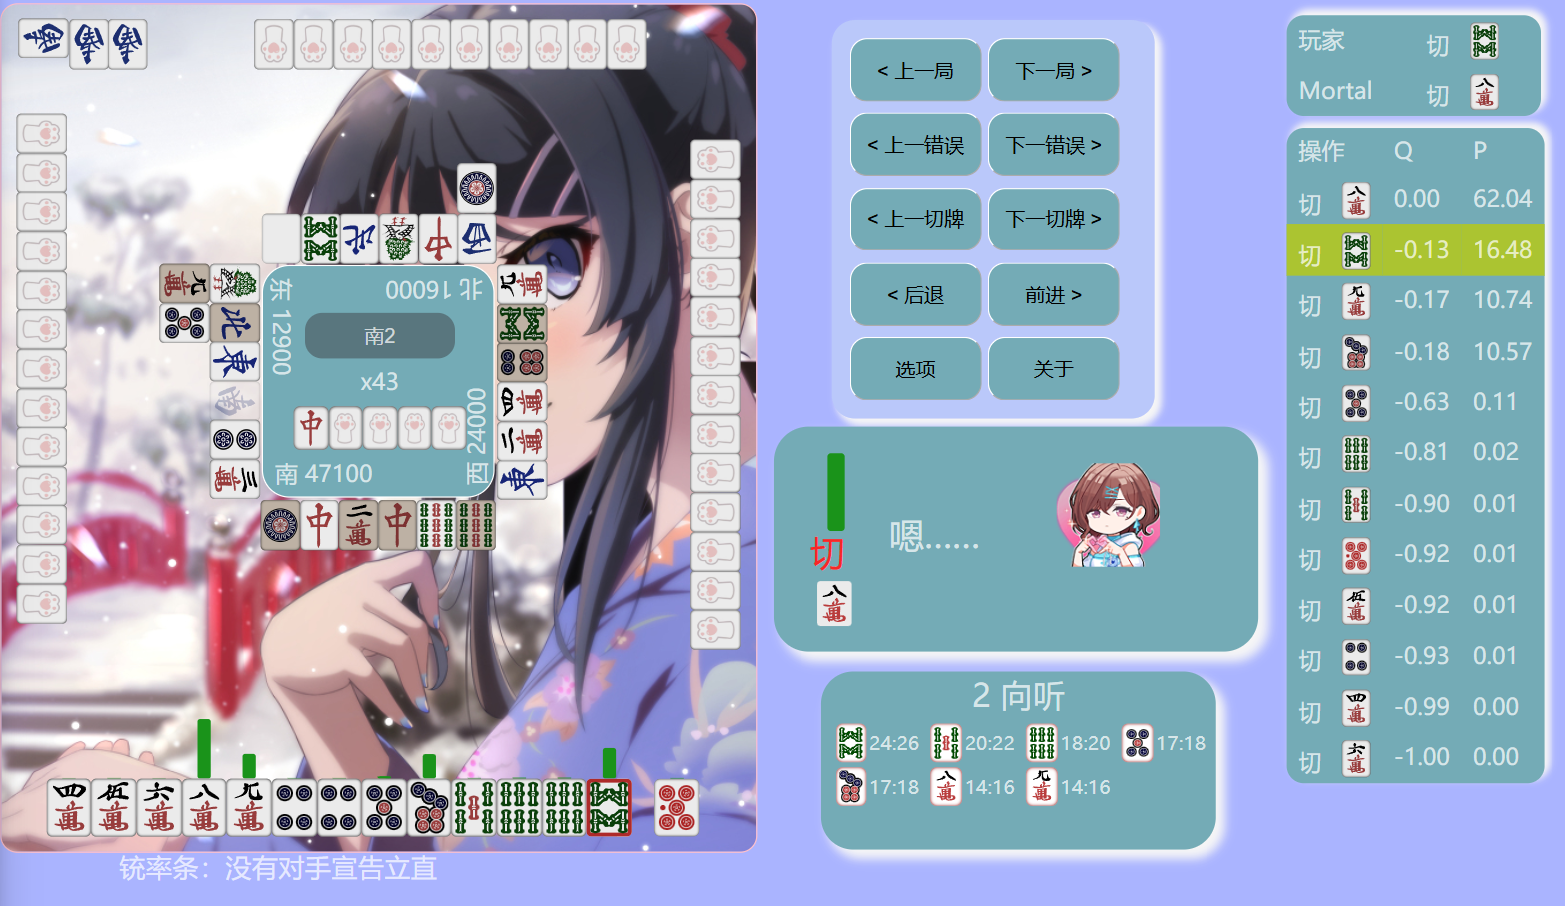 东 12900
北 16000
南2
x43
南 47100
西 24000
铳率条：没有对手宣告立直
< 上一局
下一局 >
< 上一错误
下一错误 >
< 上一切牌
下一切牌 >
< 后退
前进 >
选项
关于
切
嗯......
2 向听
24:26
20:22
18:20
17:18
17:18
14:16
14:16
玩家 切
Mortal 切
操作 Q P
切 0.00 62.04
切 -0.13 16.48
切 -0.17 10.74
切 -0.18 10.57
切 -0.63 0.11
切 -0.81 0.02
切 -0.90 0.01
切 -0.92 0.01
切 -0.92 0.01
切 -0.93 0.01
切 -0.99 0.00
切 -1.00 0.00